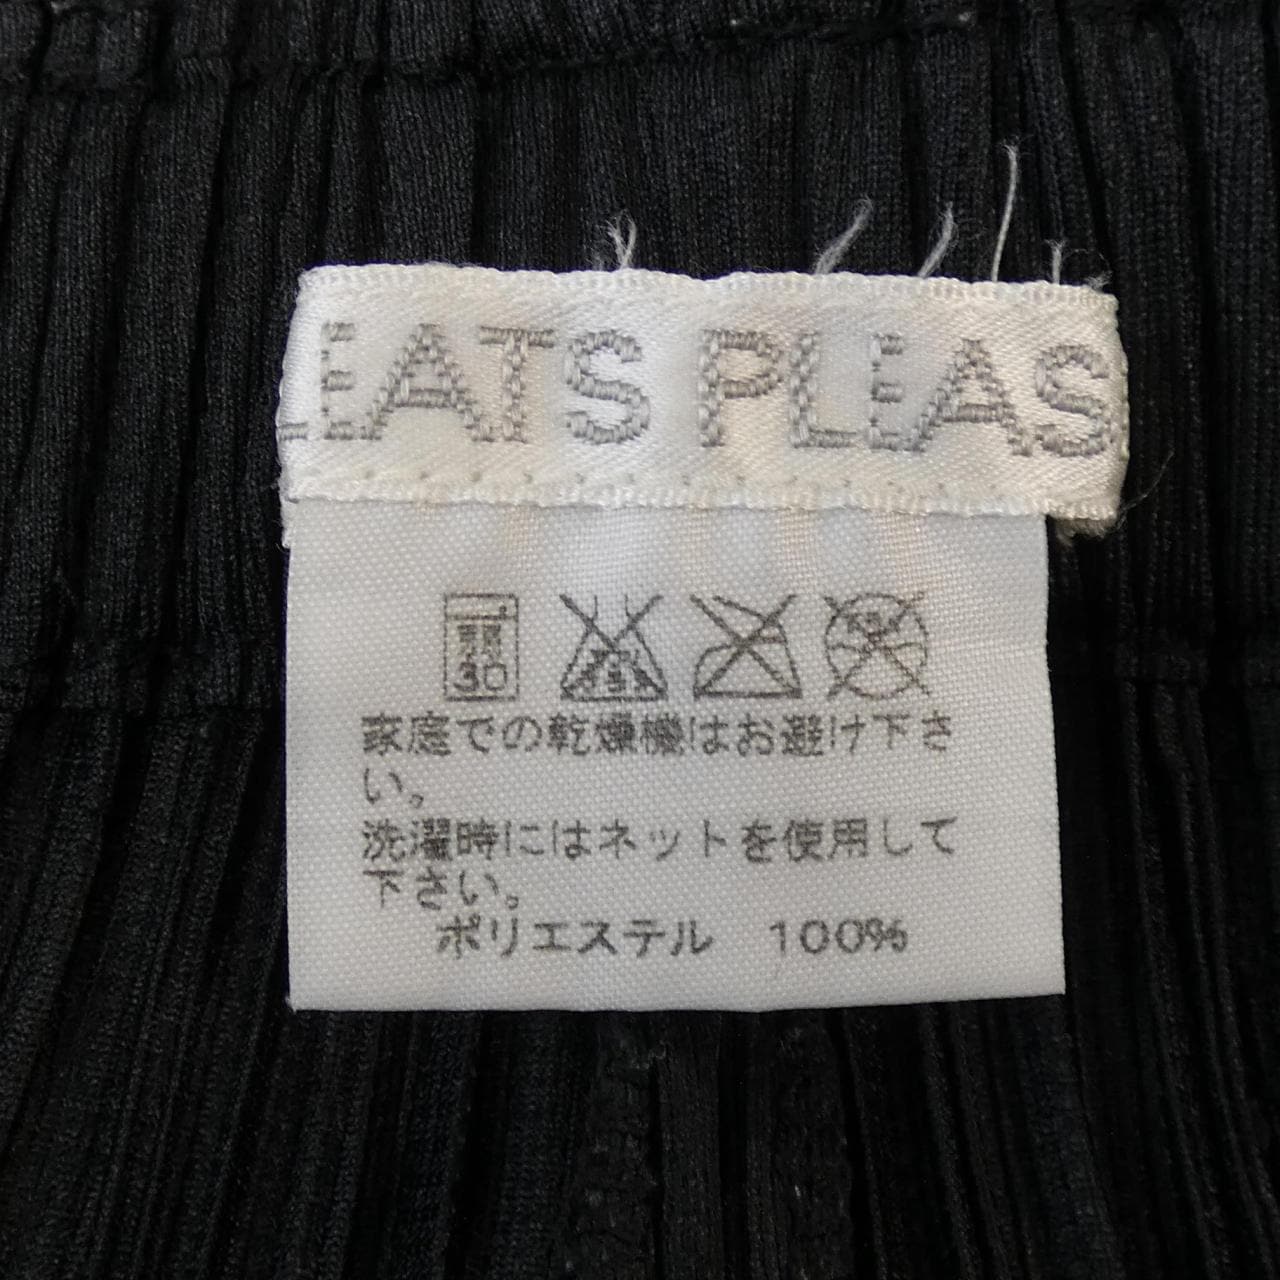 LEATS PLEAS
30
家庭での乾燥機はお避け下さ
い。
洗濯時にはネットを使用して
下さい。
ポリエステル 100%